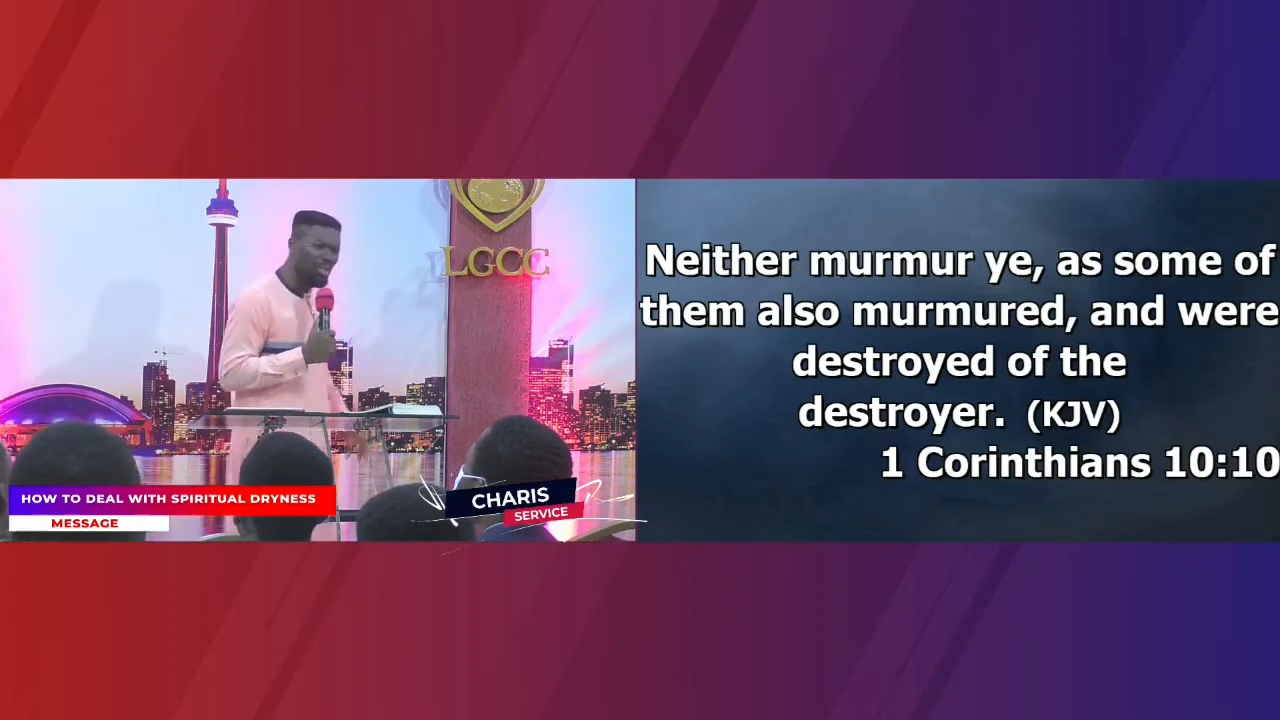 LGCC
HOW TO DEAL WITH SPIRITUAL DRYNESS
MESSAGE
CHARIS
SERVICE
Neither murmur ye, as some of
them also murmured, and were
destroyed of the
destroyer. (KJV)
1 Corinthians 10:10